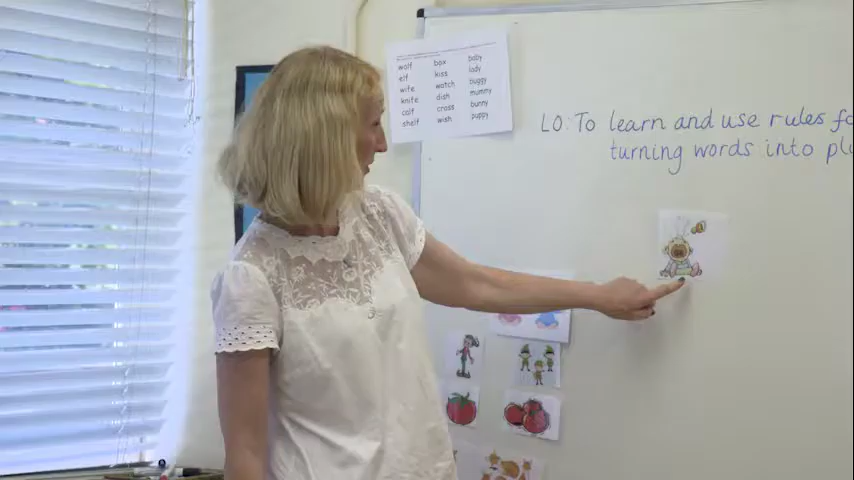 wolf box baby
elf kiss lady
wife watch buggy
knife dish mummy
calf cross bunny
shelf wish puppy
LO: To learn and use rules fo
turning words into plu